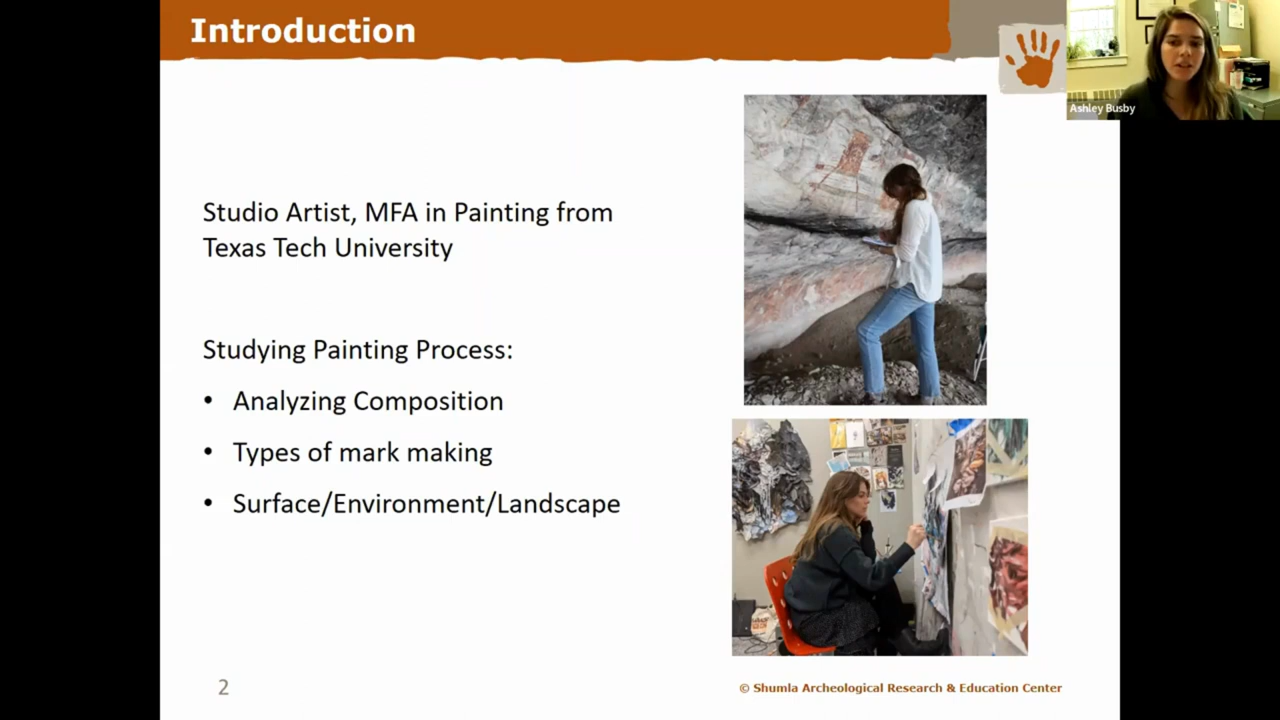 Introduction
Ashley Busby
Studio Artist, MFA in Painting from
Texas Tech University
Studying Painting Process:
• Analyzing Composition
• Types of mark making
• Surface/Environment/Landscape
2
© Shumla Archeological Research & Education Center